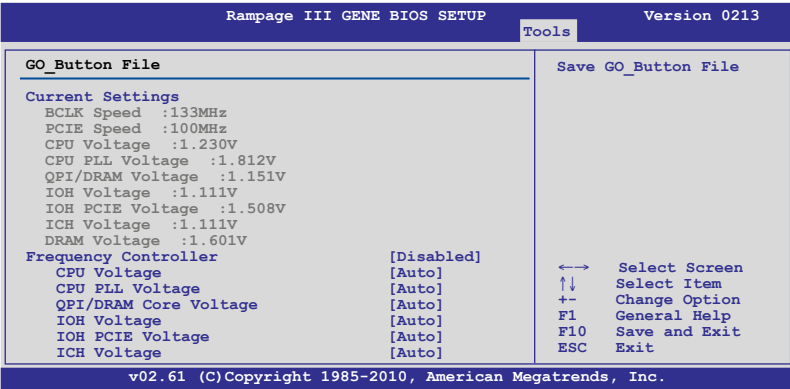 Rampage III GENE BIOS SETUP Version 0213
Tools
GO_Button File
Current Settings
BCLK Speed :133MHz
PCIE Speed :100MHz
CPU Voltage :1.230V
CPU PLL Voltage :1.812V
QPI/DRAM Voltage :1.151V
IOH Voltage :1.111V
IOH PCIE Voltage :1.508V
ICH Voltage :1.111V
DRAM Voltage :1.601V
Frequency Controller [Disabled]
CPU Voltage [Auto]
CPU PLL Voltage [Auto]
QPI/DRAM Core Voltage [Auto]
IOH Voltage [Auto]
IOH PCIE Voltage [Auto]
ICH Voltage [Auto]
Save GO_Button File
←→ Select Screen
↑↓ Select Item
+- Change Option
F1 General Help
F10 Save and Exit
ESC Exit
v02.61 (C)Copyright 1985-2010, American Megatrends, Inc.